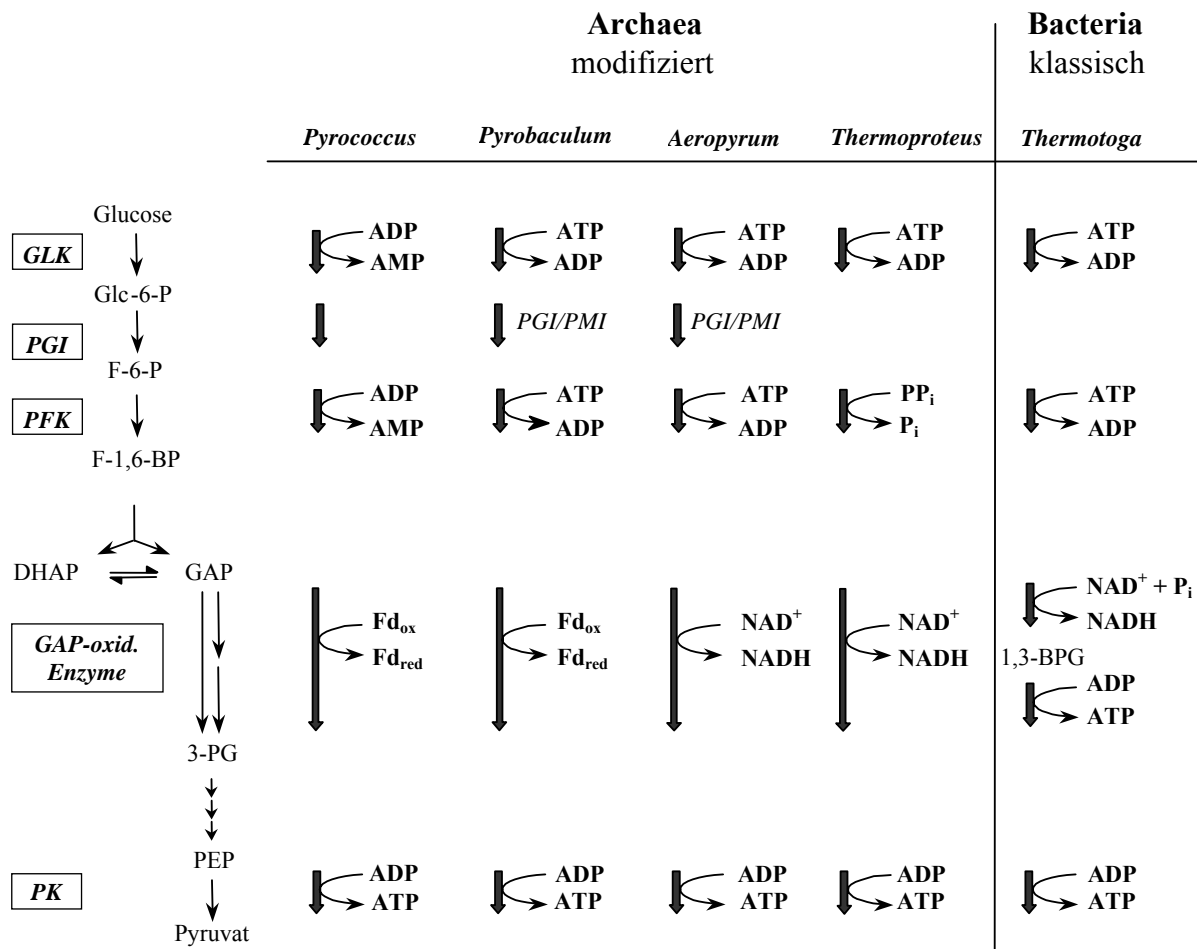 Archaea
modifiziert
Bacteria
klassisch
Pyrococcus Pyrobaculum Aeropyrum Thermoproteus Thermotoga
Glucose
GLK
ADP ATP ATP ATP ATP
AMP ADP ADP ADP ADP
Glc-6-P
PGI/PMI PGI/PMI
PGI
F-6-P
PFK
ADP ATP ATP PPi ATP
AMP ADP ADP Pi ADP
F-1,6-BP
DHAP GAP
NAD+ + Pi
NADH
GAP-oxid.
Enzyme
Fdox Fdox NAD+ NAD+
Fdred Fdred NADH NADH
1,3-BPG
ADP
ATP
3-PG
PEP
PK
ADP ADP ADP ADP ADP
ATP ATP ATP ATP ATP
Pyruvat